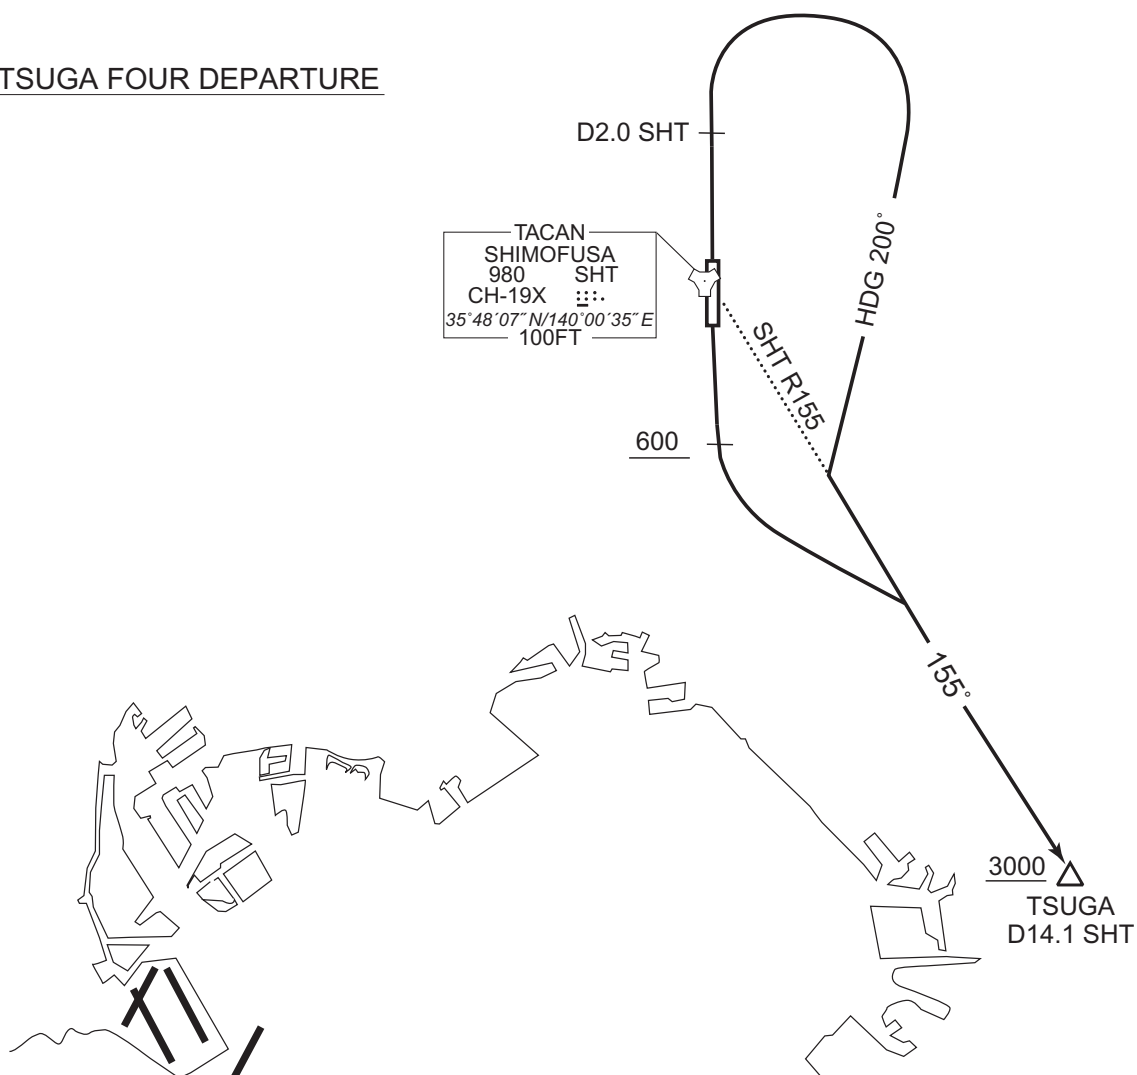 TSUGA FOUR DEPARTURE
D2.0 SHT
TACAN
SHIMOFUSA
980 SHT
CH-19X
35°48′07″N/140°00′35″E
100FT
HDG 200°
SHT R155
600
155°
3000
TSUGA
D14.1 SHT